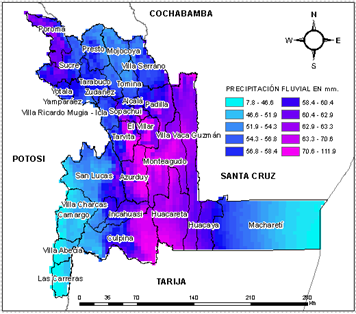 COCHABAMBA
N
W E
S
Poroma
Presto
Mojocoya
Sucre
Villa Serrano
Tarabuco
Tomina
Yotala
Zudañez
Alcalá
Yamparáez
Padilla
Villa Ricardo Mugia - Icla
Sopachui
El Villar
Tarvita
Villa Vaca Guzmán
PRECIPITACIÓN FLUVIAL EN mm.
7.8 - 46.6
58.4 - 60.4
46.6 - 51.9
60.4 - 62.9
51.9 - 54.3
62.9 - 63.3
54.3 - 56.8
63.3 - 70.6
56.8 - 58.4
70.6 - 111.9
POTOSI
Monteagudo
SANTA CRUZ
San Lucas
Azurduy
Villa Charcas
Camargo
Incahuasi
Huacareta
Huacaya
Macharetí
Culpina
Villa Abecia
Las Carreras
TARIJA
0 35 70 140 210 280
Km